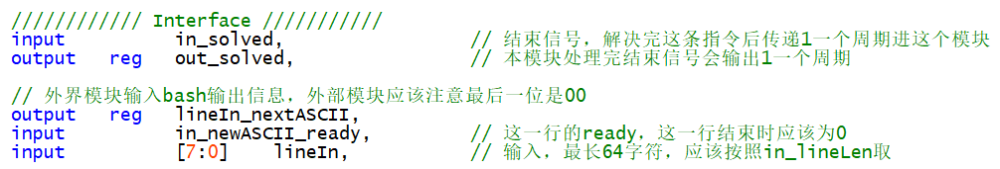 //////////// Interface ///////////
input in_solved, // 结束信号，解决完这条指令后传递1一个周期进这个模块
output reg out_solved, // 本模块处理完结束信号会输出1一个周期
// 外界模块输入bash输出信息，外部模块应该注意最后一位是00
output reg lineIn_nextASCII,
input in_newASCII_ready, // 这一行的ready，这一行结束时应该为0
input [7:0] lineIn, // 输入，最长64字符，应该按照in_lineLen取